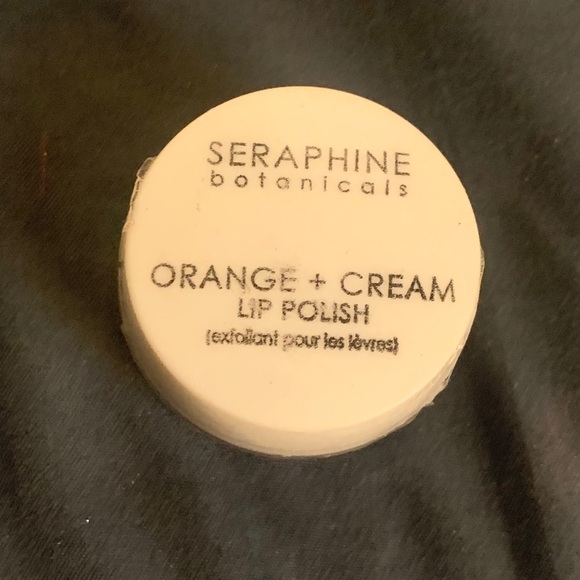 SERAPHINE
botanicals
ORANGE + CREAM
LIP POLISH
(exfoliant pour les lèvres)